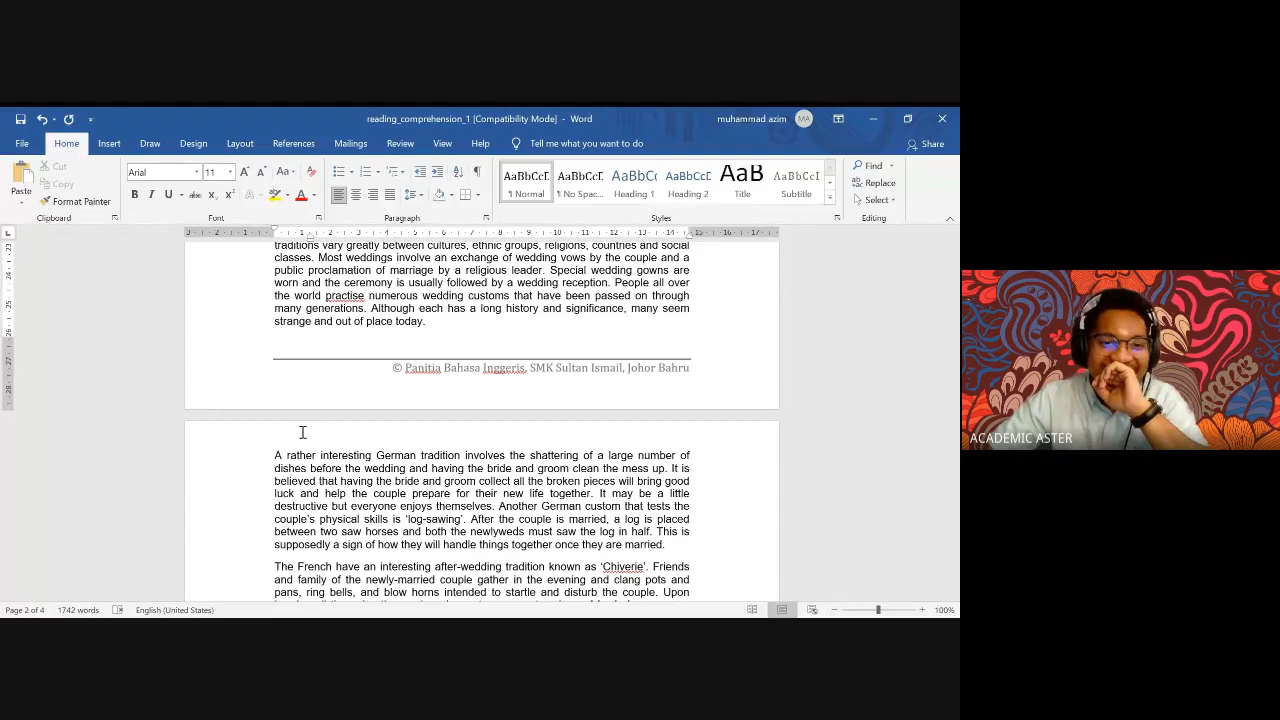 reading_comprehension_1 [Compatibility Mode] - Word
muhammad azim
MA
File Home Insert Draw Design Layout References Mailings Review View Help Tell me what you want to do
Share
Paste
Cut
Copy
Format Painter
Clipboard
Arial 11
Font
Paragraph
AaBbCcI AaBbCcI AaBbCc AaBbCcE AaB AaBbCcI
¶ Normal ¶ No Spac... Heading 1 Heading 2 Title Subtitle
Styles
Find
Replace
Select
Editing
traditions vary greatly between cultures, ethnic groups, religions, countries and social
classes. Most weddings involve an exchange of wedding vows by the couple and a
public proclamation of marriage by a religious leader. Special wedding gowns are
worn and the ceremony is usually followed by a wedding reception. People all over
the world practise numerous wedding customs that have been passed on through
many generations. Although each has a long history and significance, many seem
strange and out of place today.
© Panitia Bahasa Inggeris, SMK Sultan Ismail, Johor Bahru
A rather interesting German tradition involves the shattering of a large number of
dishes before the wedding and having the bride and groom clean the mess up. It is
believed that having the bride and groom collect all the broken pieces will bring good
luck and help the couple prepare for their new life together. It may be a little
destructive but everyone enjoys themselves. Another German custom that tests the
couple's physical skills is 'log-sawing'. After the couple is married, a log is placed
between two saw horses and both the newlyweds must saw the log in half. This is
supposedly a sign of how they will handle things together once they are married.
The French have an interesting after-wedding tradition known as 'Chiverie'. Friends
and family of the newly-married couple gather in the evening and clang pots and
pans, ring bells, and blow horns intended to startle and disturb the couple. Upon
Page 2 of 4 1742 words English (United States) 100%
ACADEMIC ASTER